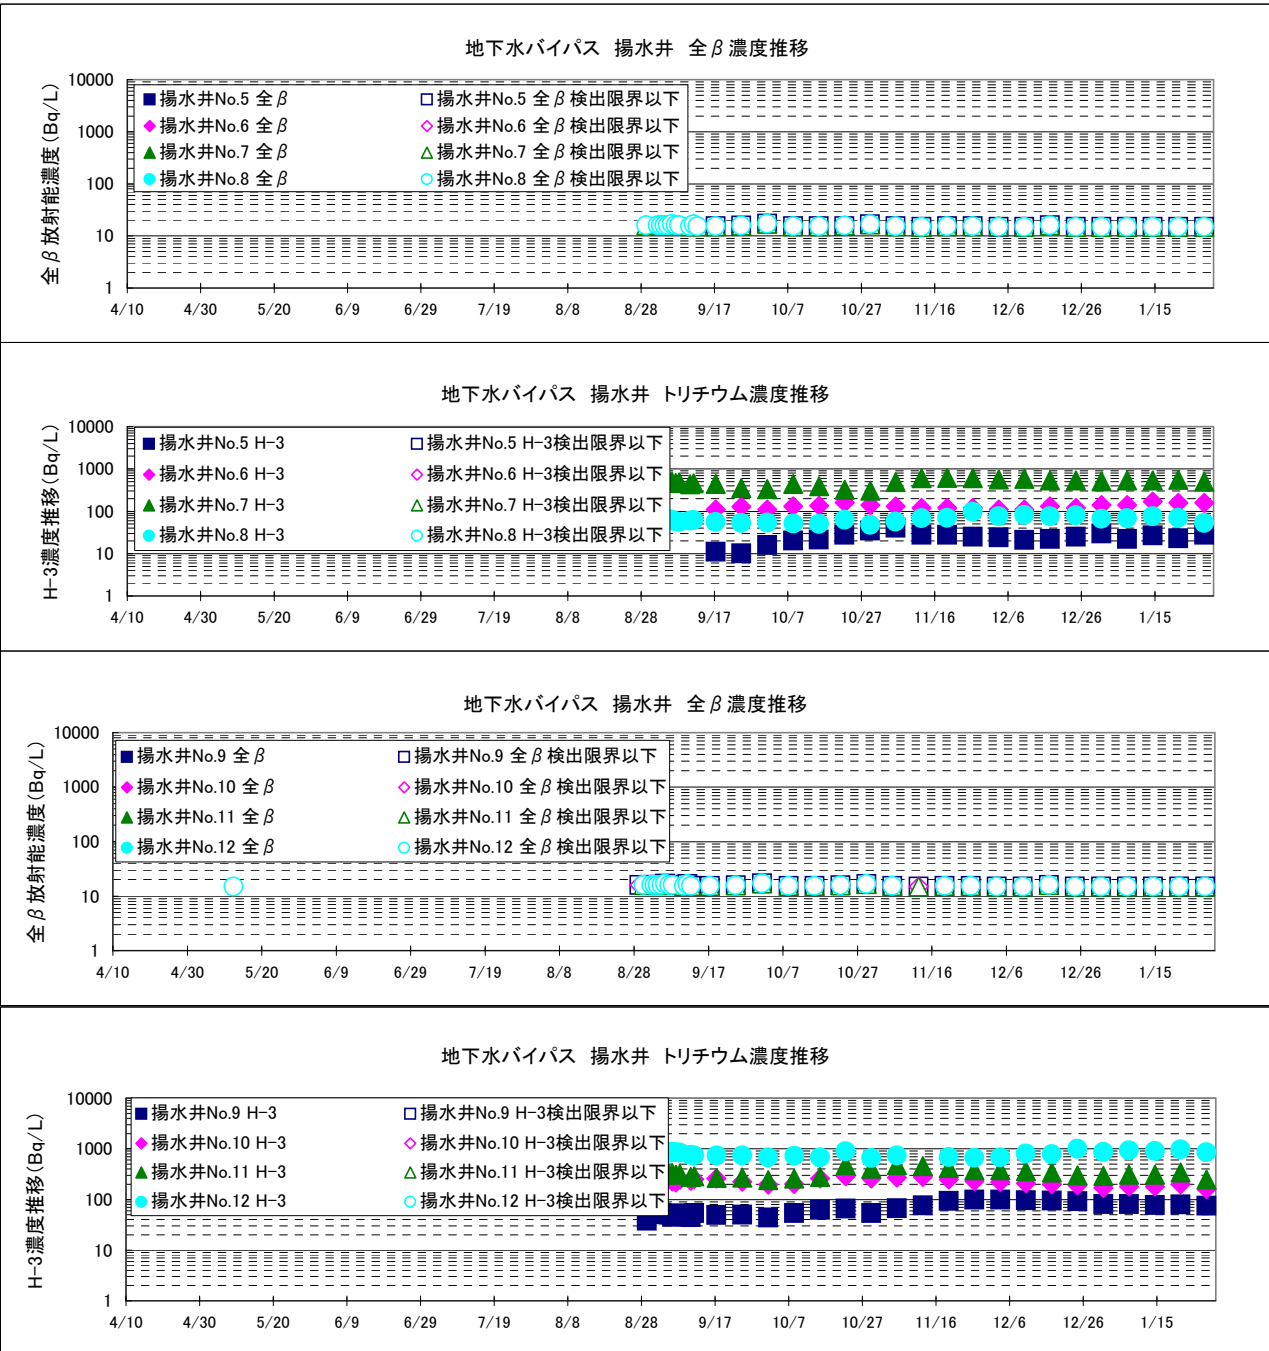 地下水バイパス 揚水井 全β濃度推移
全β放射能濃度(Bq/L)
10000
1000
100
10
1
揚水井No.5 全β 揚水井No.5 全β検出限界以下
揚水井No.6 全β 揚水井No.6 全β検出限界以下
揚水井No.7 全β 揚水井No.7 全β検出限界以下
揚水井No.8 全β 揚水井No.8 全β検出限界以下
4/10 4/30 5/20 6/9 6/29 7/19 8/8 8/28 9/17 10/7 10/27 11/16 12/6 12/26 1/15
地下水バイパス 揚水井 トリチウム濃度推移
H-3濃度推移(Bq/L)
10000
1000
100
10
1
揚水井No.5 H-3 揚水井No.5 H-3検出限界以下
揚水井No.6 H-3 揚水井No.6 H-3検出限界以下
揚水井No.7 H-3 揚水井No.7 H-3検出限界以下
揚水井No.8 H-3 揚水井No.8 H-3検出限界以下
4/10 4/30 5/20 6/9 6/29 7/19 8/8 8/28 9/17 10/7 10/27 11/16 12/6 12/26 1/15
地下水バイパス 揚水井 全β濃度推移
全β放射能濃度(Bq/L)
10000
1000
100
10
1
揚水井No.9 全β 揚水井No.9 全β検出限界以下
揚水井No.10 全β 揚水井No.10 全β検出限界以下
揚水井No.11 全β 揚水井No.11 全β検出限界以下
揚水井No.12 全β 揚水井No.12 全β検出限界以下
4/10 4/30 5/20 6/9 6/29 7/19 8/8 8/28 9/17 10/7 10/27 11/16 12/6 12/26 1/15
地下水バイパス 揚水井 トリチウム濃度推移
H-3濃度推移(Bq/L)
10000
1000
100
10
1
揚水井No.9 H-3 揚水井No.9 H-3検出限界以下
揚水井No.10 H-3 揚水井No.10 H-3検出限界以下
揚水井No.11 H-3 揚水井No.11 H-3検出限界以下
揚水井No.12 H-3 揚水井No.12 H-3検出限界以下
4/10 4/30 5/20 6/9 6/29 7/19 8/8 8/28 9/17 10/7 10/27 11/16 12/6 12/26 1/15